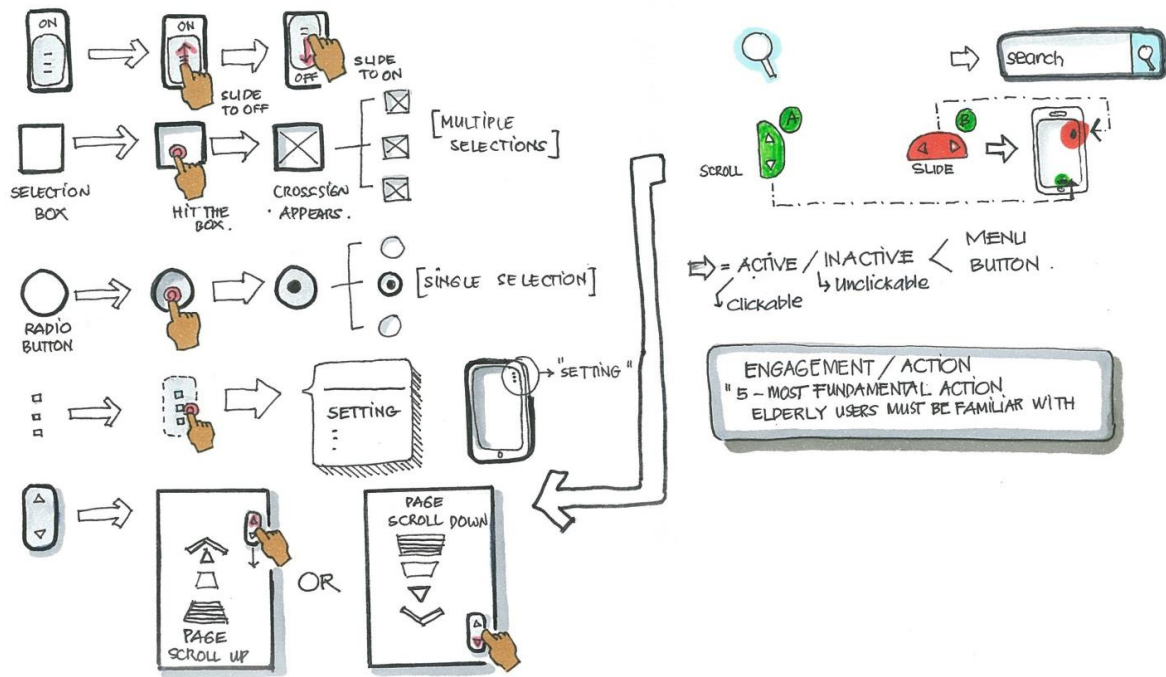 ON
ON
SLIDE
TO OFF
OFF
SLIDE
TO ON
SELECTION
BOX
HIT THE
BOX.
CROSSSIGN
APPEARS.
[MULTIPLE
SELECTIONS]
RADIO
BUTTON
[SINGLE SELECTION]
SETTING
"SETTING"
PAGE
SCROLL UP
OR
PAGE
SCROLL DOWN
search
SCROLL
A
B
SLIDE
= ACTIVE / INACTIVE < MENU
BUTTON.
Clickable
Unclickable
ENGAGEMENT / ACTION
"5 - MOST FUNDAMENTAL ACTION
ELDERLY USERS MUST BE FAMILIAR WITH